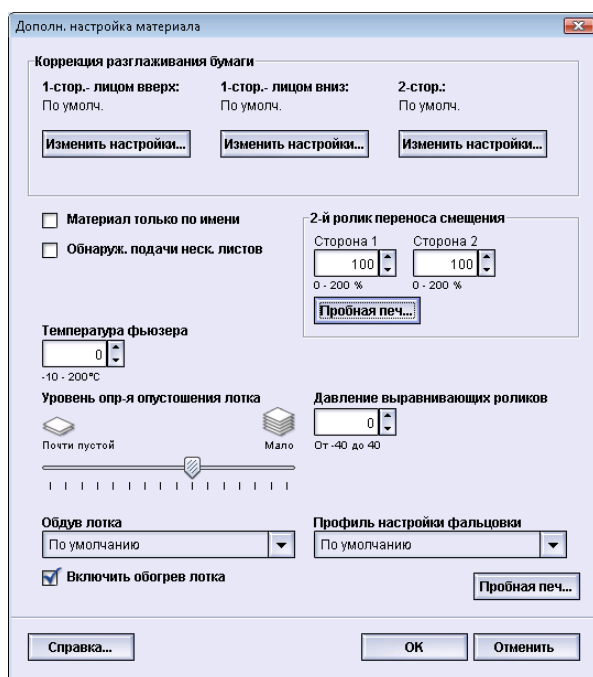 Дополн. настройка материала
Коррекция разглаживания бумаги
1-стор.- лицом вверх: 1-стор.- лицом вниз: 2-стор.:
По умолч. По умолч. По умолч.
Изменить настройки... Изменить настройки... Изменить настройки...
Материал только по имени
Обнаруж. подачи неск. листов
2-й ролик переноса смещения
Сторона 1 Сторона 2
100 100
0 - 200 % 0 - 200 %
Пробная печ...
Температура фьюзера
0
-10 - 200°C
Уровень опр-я опустошения лотка
Почти пустой Мало
Давление выравнивающих роликов
0
От -40 до 40
Обдув лотка
По умолчанию
Профиль настройки фальцовки
По умолчанию
Включить обогрев лотка
Пробная печ...
Справка... OK Отменить